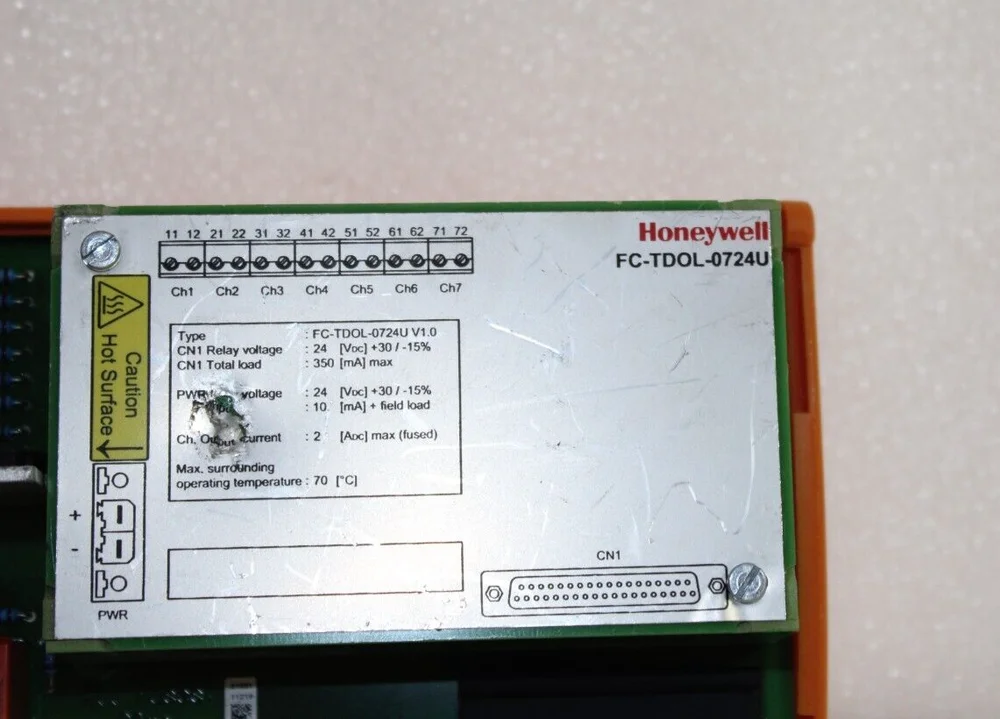 Honeywell
FC-TDOL-0724U
11 12 21 22 31 32 41 42 51 52 61 62 71 72
Ch1 Ch2 Ch3 Ch4 Ch5 Ch6 Ch7
Caution
Hot Surface
Type : FC-TDOL-0724U V1.0
CN1 Relay voltage : 24 [VDC] +30 / -15%
CN1 Total load : 350 [mA] max
PWR voltage : 24 [VDC] +30 / -15%
: 10 [mA] + field load
Ch. Output current : 2 [ADC] max (fused)
Max. surrounding
operating temperature : 70 [°C]
+
-
PWR
CN1